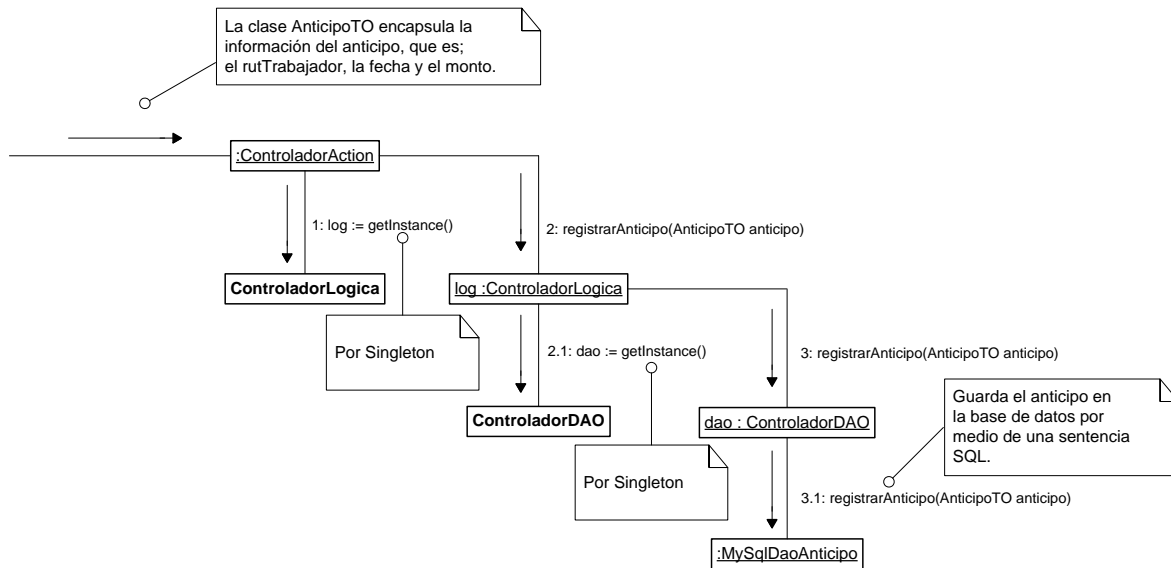 La clase AnticipoTO encapsula la
información del anticipo, que es;
el rutTrabajador, la fecha y el monto.
:ControladorAction
1: log := getInstance()
2: registrarAnticipo(AnticipoTO anticipo)
ControladorLogica
log :ControladorLogica
Por Singleton
2.1: dao := getInstance()
3: registrarAnticipo(AnticipoTO anticipo)
ControladorDAO
dao : ControladorDAO
Guarda el anticipo en
la base de datos por
medio de una sentencia
SQL.
Por Singleton
3.1: registrarAnticipo(AnticipoTO anticipo)
:MySqlDaoAnticipo